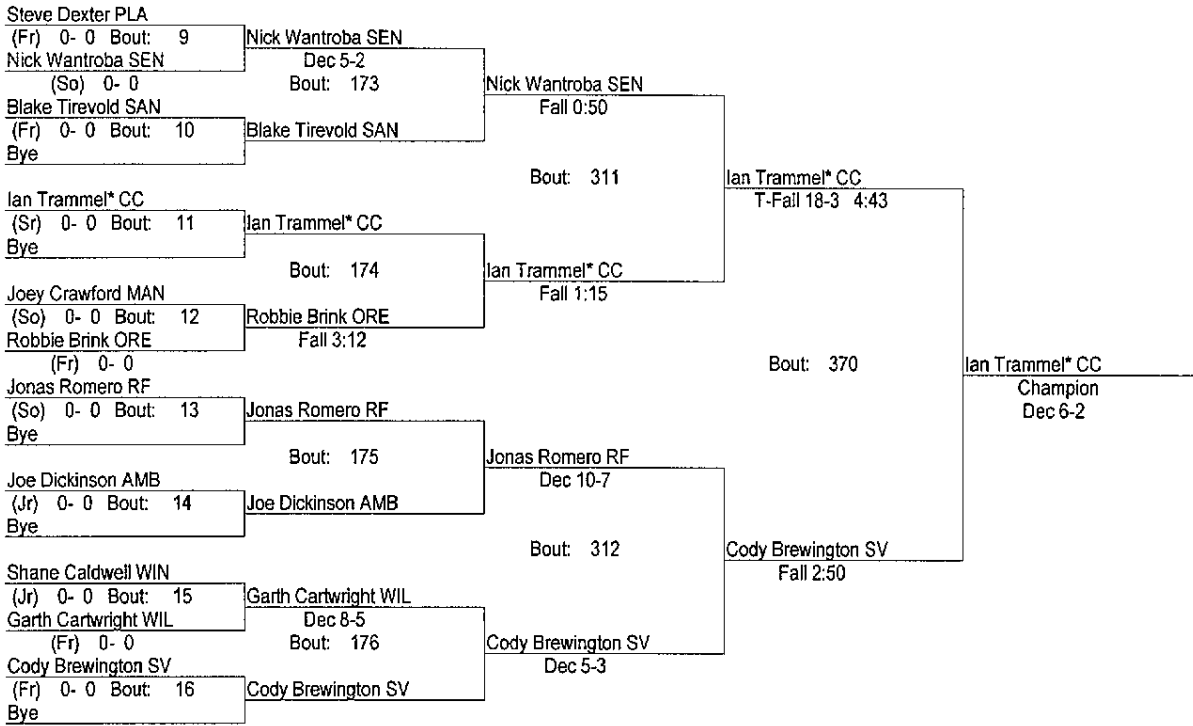 Steve Dexter PLA
(Fr) 0- 0 Bout: 9
Nick Wantroba SEN
(So) 0- 0
Blake Tirevold SAN
(Fr) 0- 0 Bout: 10
Bye
Ian Trammel* CC
(Sr) 0- 0 Bout: 11
Bye
Joey Crawford MAN
(So) 0- 0 Bout: 12
Robbie Brink ORE
(Fr) 0- 0
Jonas Romero RF
(So) 0- 0 Bout: 13
Bye
Joe Dickinson AMB
(Jr) 0- 0 Bout: 14
Bye
Shane Caldwell WIN
(Jr) 0- 0 Bout: 15
Garth Cartwright WIL
(Fr) 0- 0
Cody Brewington SV
(Fr) 0- 0 Bout: 16
Bye
Nick Wantroba SEN
Dec 5-2
Bout: 173
Blake Tirevold SAN
Ian Trammel* CC
Bout: 174
Robbie Brink ORE
Fall 3:12
Jonas Romero RF
Bout: 175
Joe Dickinson AMB
Garth Cartwright WIL
Dec 8-5
Bout: 176
Cody Brewington SV
Nick Wantroba SEN
Fall 0:50
Bout: 311
Ian Trammel* CC
Fall 1:15
Jonas Romero RF
Dec 10-7
Bout: 312
Cody Brewington SV
Dec 5-3
Ian Trammel* CC
T-Fall 18-3 4:43
Bout: 370
Cody Brewington SV
Fall 2:50
Ian Trammel* CC
Champion
Dec 6-2